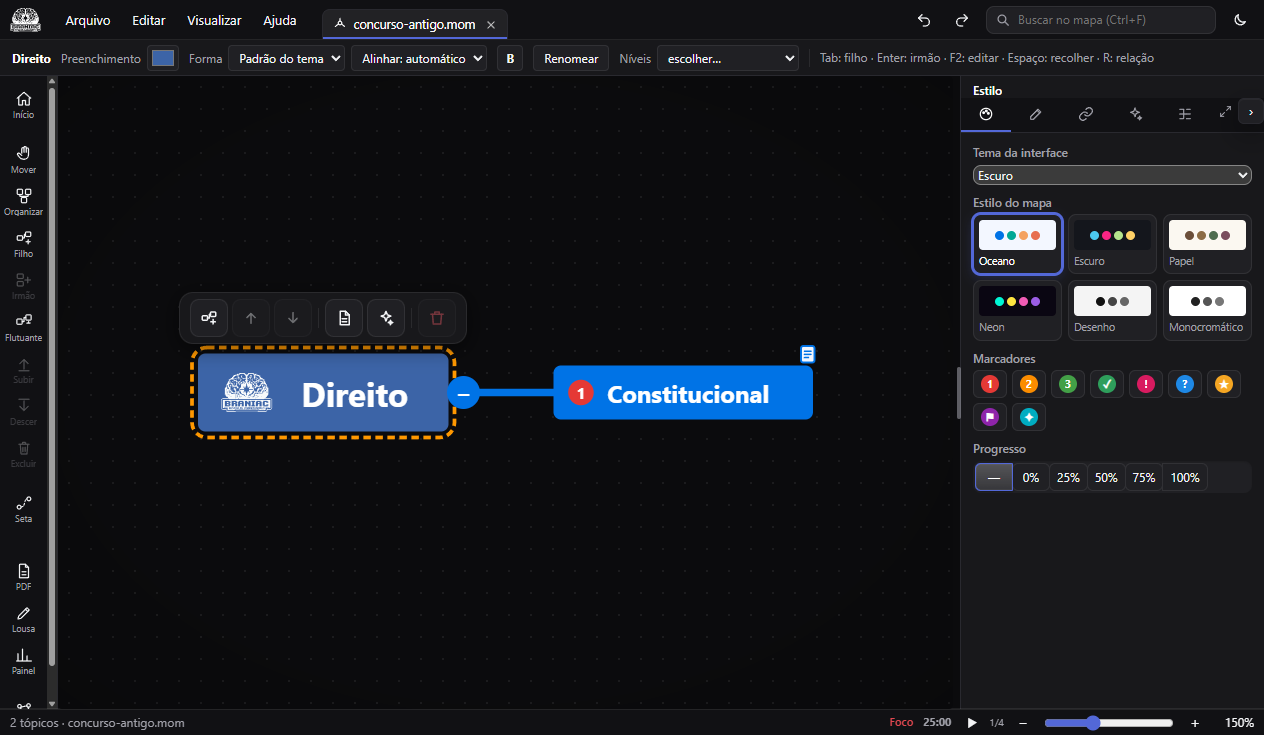 Arquivo Editar Visualizar Ajuda concurso-antigo.mom × Buscar no mapa (Ctrl+F)
Direito Preenchimento Forma Padrão do tema Alinhar: automático B Renomear Níveis escolher... Tab: filho · Enter: irmão · F2: editar · Espaço: recolher · R: relação
Início
Mover
Organizar
Filho
Irmão
Flutuante
Subir
Descer
Excluir
Seta
PDF
Lousa
Painel
BRANIAC
Direito
1 Constitucional
Estilo
Tema da interface
Escuro
Estilo do mapa
Oceano Escuro Papel
Neon Desenho Monocromático
Marcadores
1 2 3 ✓ ! ? ★
Progresso
— 0% 25% 50% 75% 100%
2 tópicos · concurso-antigo.mom Foco 25:00 1/4 − + 150%